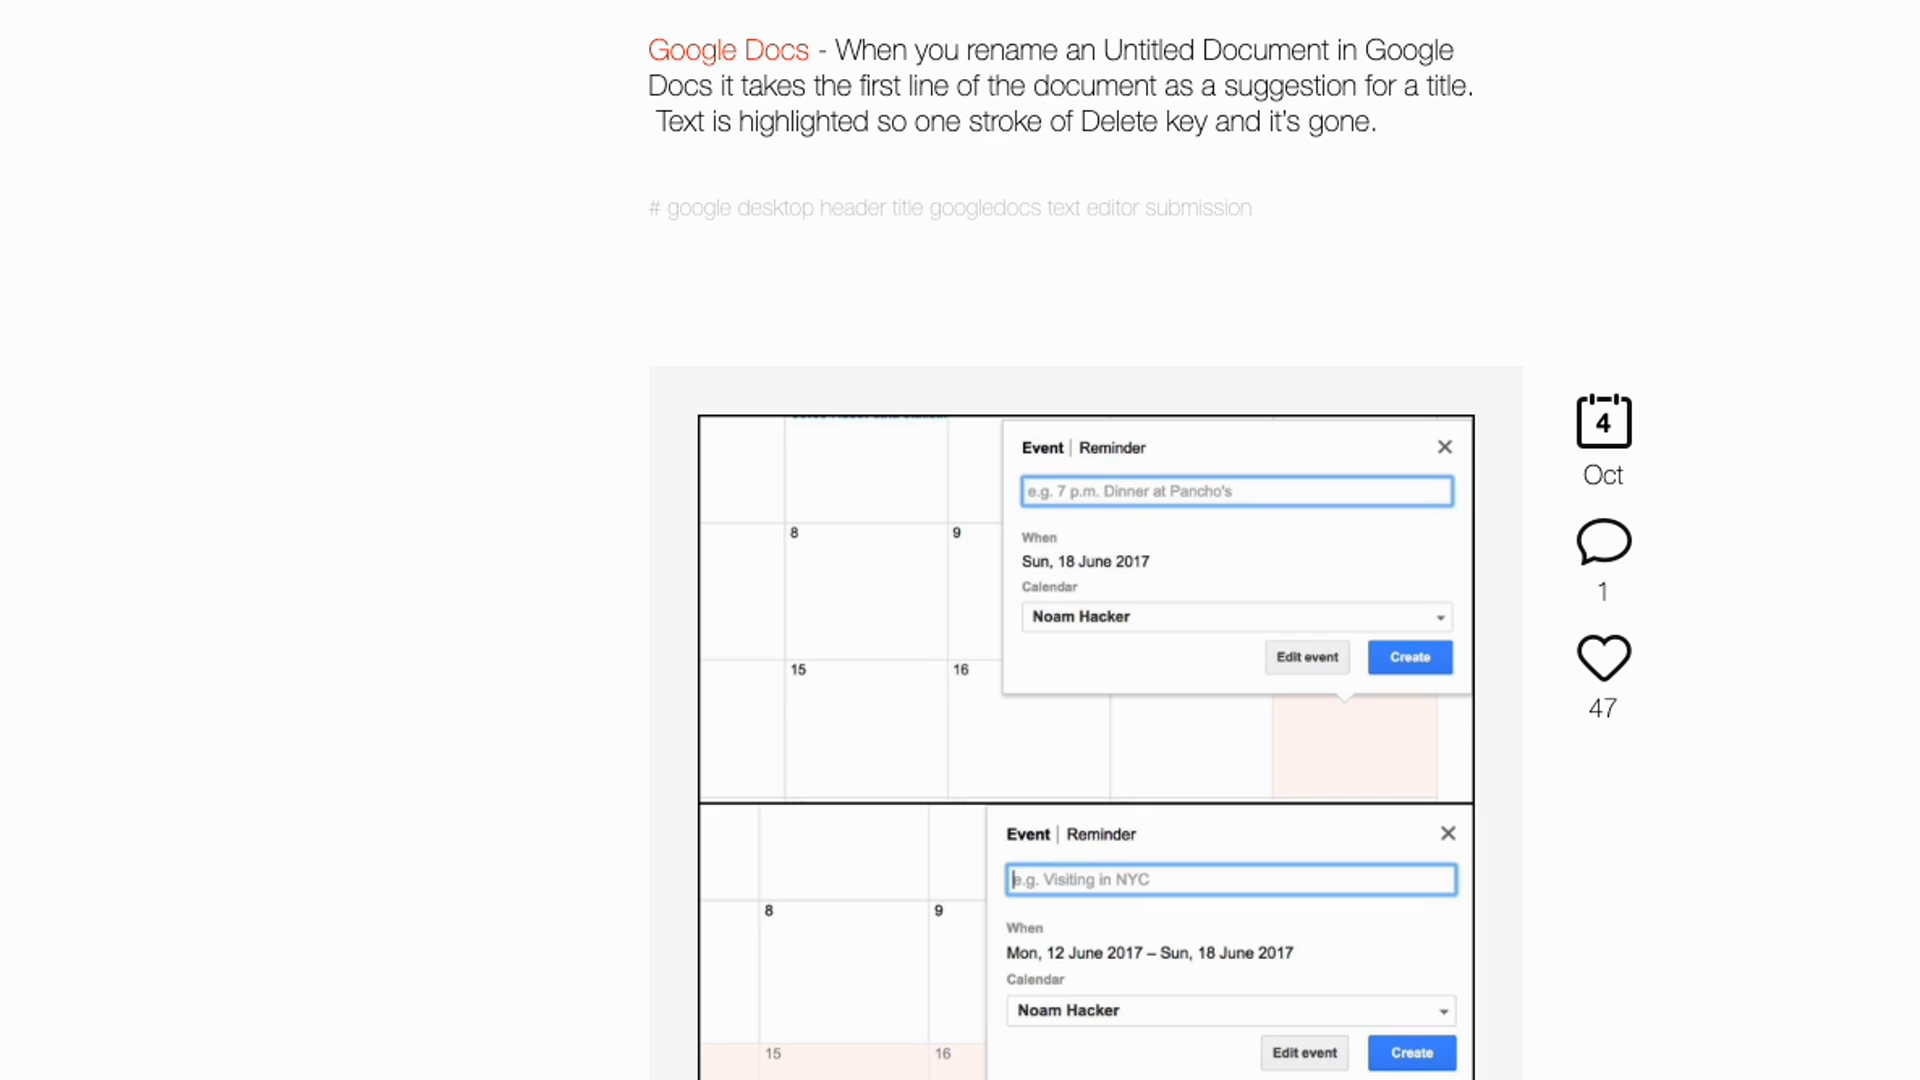 Google Docs - When you rename an Untitled Document in Google
Docs it takes the first line of the document as a suggestion for a title.
Text is highlighted so one stroke of Delete key and it's gone.
# google desktop header title googledocs text editor submission
Event | Reminder
e.g. 7 p.m. Dinner at Pancho's
8
9
When
Sun, 18 June 2017
Calendar
Noam Hacker
15
16
Edit event
Create
4
Oct
1
47
Event | Reminder
e.g. Visiting in NYC
8
9
When
Mon, 12 June 2017 – Sun, 18 June 2017
Calendar
Noam Hacker
15
16
Edit event
Create